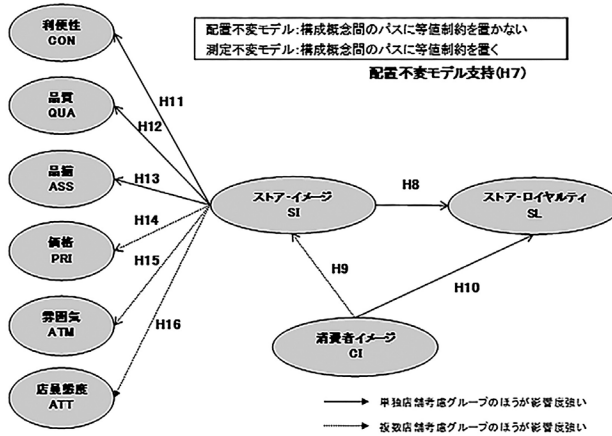 配置不変モデル:構成概念間のパスに等値制約を置かない
測定不変モデル:構成概念間のパスに等値制約を置く
配置不変モデル支持(H7)
利便性
CON
品質
QUA
品揃
ASS
価格
PRI
雰囲気
ATM
店員態度
ATT
H11
H12
H13
H14
H15
H16
ストア・イメージ
SI
H8
ストア・ロイヤルティ
SL
H9
H10
消費者イメージ
CI
単独店舗考慮グループのほうが影響度強い
複数店舗考慮グループのほうが影響度強い